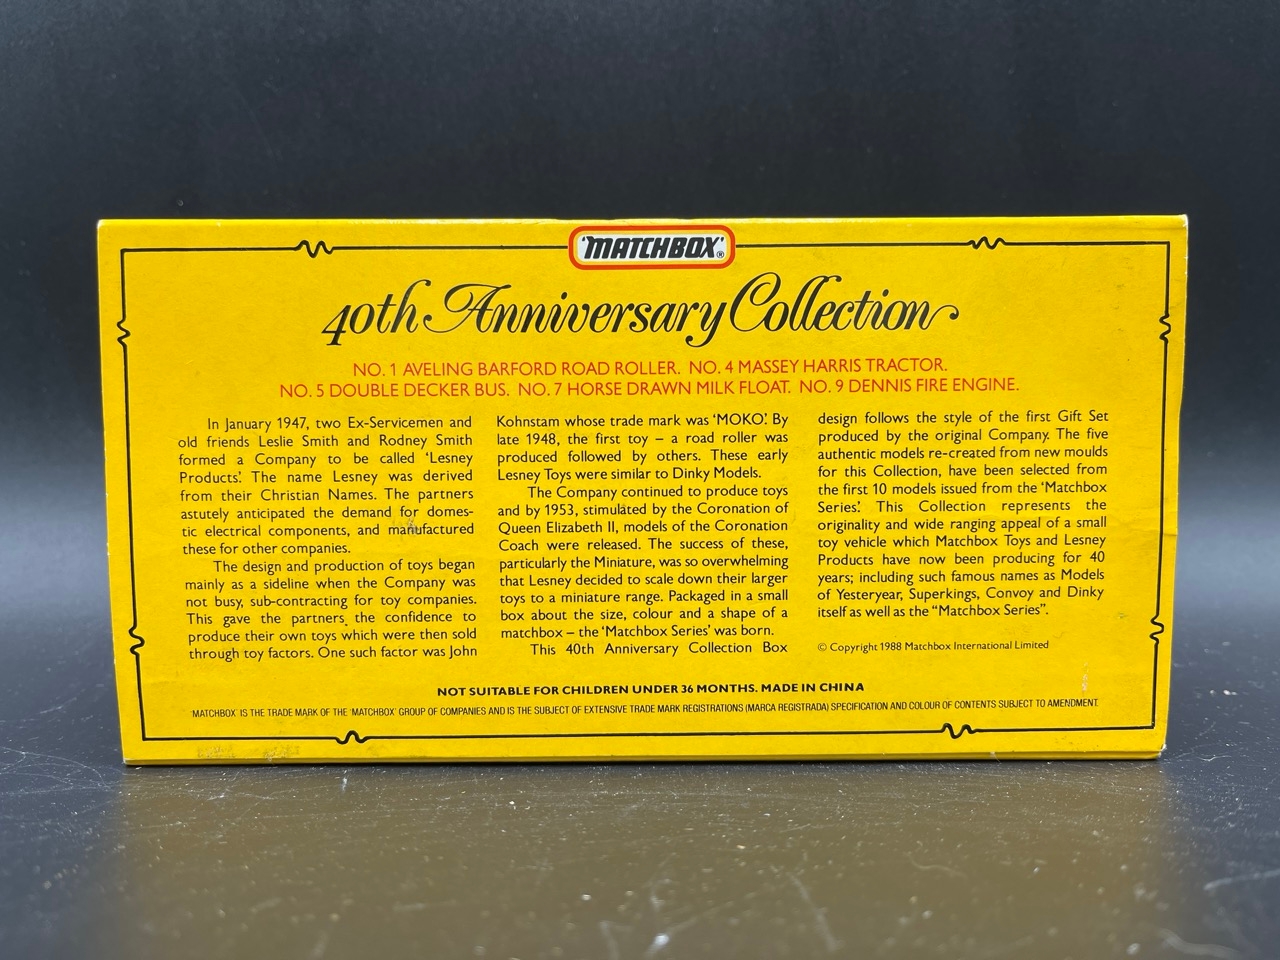 'MATCHBOX'®
40th Anniversary Collection
NO. 1 AVELING BARFORD ROAD ROLLER. NO. 4 MASSEY HARRIS TRACTOR.
NO. 5 DOUBLE DECKER BUS. NO. 7 HORSE DRAWN MILK FLOAT. NO. 9 DENNIS FIRE ENGINE.
In January 1947, two Ex-Servicemen and
old friends Leslie Smith and Rodney Smith
formed a Company to be called 'Lesney
Products'. The name Lesney was derived
from their Christian Names. The partners
astutely anticipated the demand for domes-
tic electrical components, and manufactured
these for other companies.
The design and production of toys began
mainly as a sideline when the Company was
not busy, sub-contracting for toy companies.
This gave the partners the confidence to
produce their own toys which were then sold
through toy factors. One such factor was John
Kohnstam whose trade mark was 'MOKO'. By
late 1948, the first toy – a road roller was
produced followed by others. These early
Lesney Toys were similar to Dinky Models.
The Company continued to produce toys
and by 1953, stimulated by the Coronation of
Queen Elizabeth II, models of the Coronation
Coach were released. The success of these,
particularly the Miniature, was so overwhelming
that Lesney decided to scale down their larger
toys to a miniature range. Packaged in a small
box about the size, colour and a shape of a
matchbox – the 'Matchbox Series' was born.
This 40th Anniversary Collection Box
design follows the style of the first Gift Set
produced by the original Company. The five
authentic models re-created from new moulds
for this Collection, have been selected from
the first 10 models issued from the 'Matchbox
Series'. This Collection represents the
originality and wide ranging appeal of a small
toy vehicle which Matchbox Toys and Lesney
Products have now been producing for 40
years; including such famous names as Models
of Yesteryear, Superkings, Convoy and Dinky
itself as well as the "Matchbox Series".
© Copyright 1988 Matchbox International Limited
NOT SUITABLE FOR CHILDREN UNDER 36 MONTHS. MADE IN CHINA
'MATCHBOX' IS THE TRADE MARK OF THE 'MATCHBOX' GROUP OF COMPANIES AND IS THE SUBJECT OF EXTENSIVE TRADE MARK REGISTRATIONS (MARCA REGISTRADA) SPECIFICATION AND COLOUR OF CONTENTS SUBJECT TO AMENDMENT.